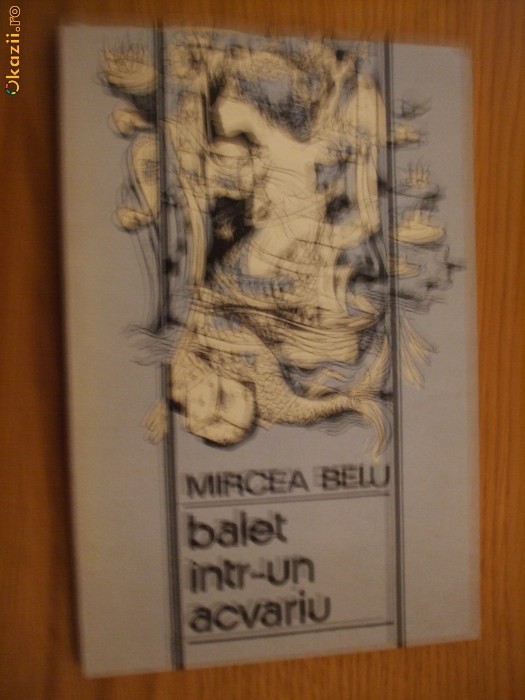 Okazii.ro
MIRCEA BELU
balet
intr-un
acvariu